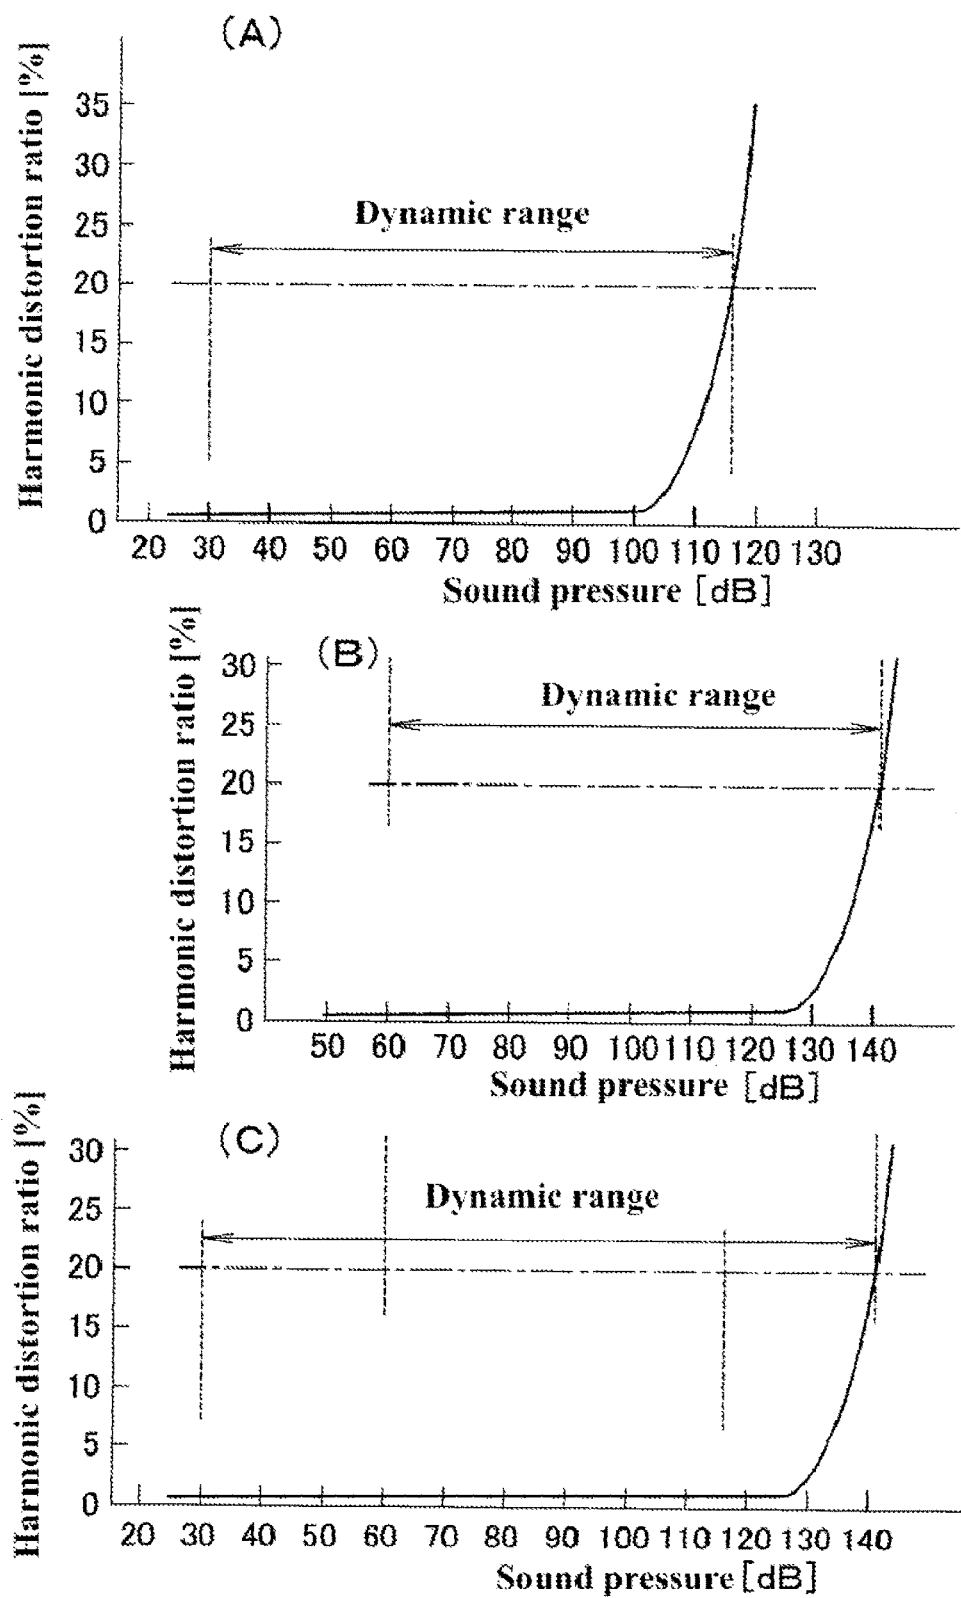 (A)
Harmonic distortion ratio [%]
35
30
25
20
15
10
5
0
Dynamic range
20 30 40 50 60 70 80 90 100 110 120 130
Sound pressure [dB]
(B)
Harmonic distortion ratio [%]
30
25
20
15
10
5
0
Dynamic range
50 60 70 80 90 100 110 120 130 140
Sound pressure [dB]
(C)
Harmonic distortion ratio [%]
30
25
20
15
10
5
0
Dynamic range
20 30 40 50 60 70 80 90 100 110 120 130 140
Sound pressure [dB]